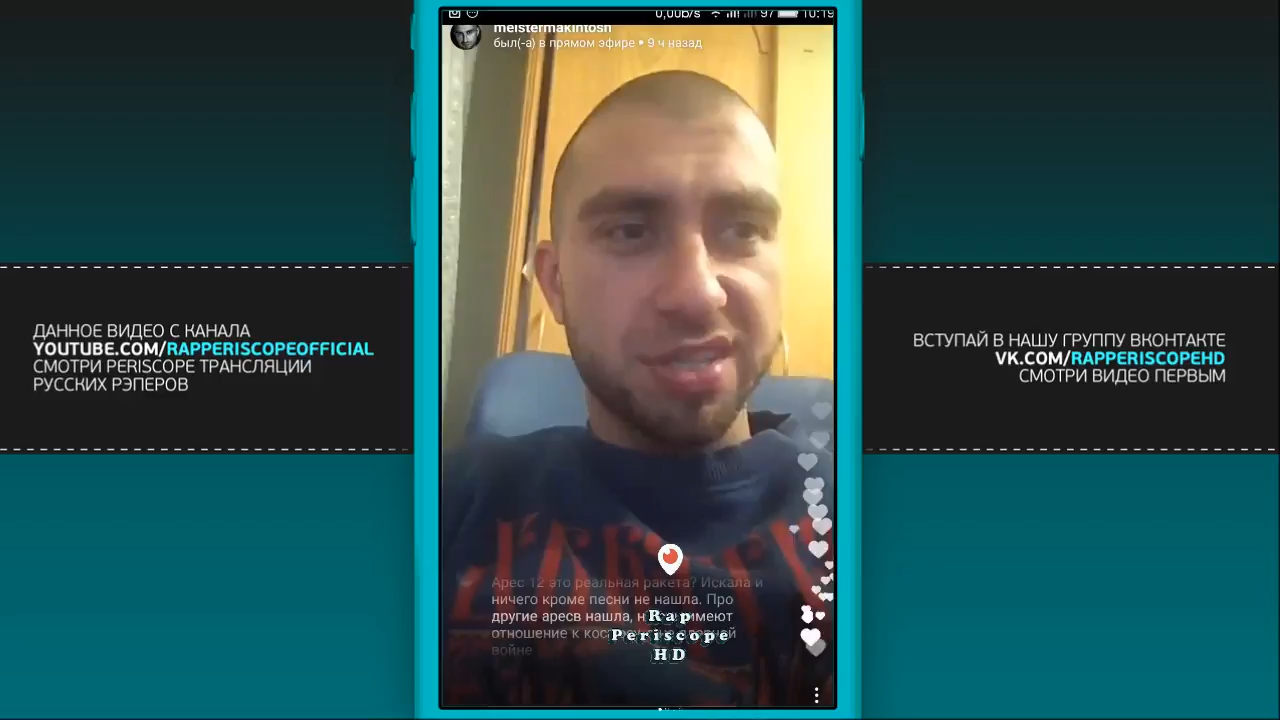 0,00b/s 97 10:19
meistermakintosh
был(-а) в прямом эфире • 9 ч назад
ДАННОЕ ВИДЕО С КАНАЛА
YOUTUBE.COM/RAPPERISCOPEOFFICIAL
СМОТРИ PERISCOPE ТРАНСЛЯЦИИ
РУССКИХ РЭПЕРОВ
ВСТУПАЙ В НАШУ ГРУППУ ВКОНТАКТЕ
VK.COM/RAPPERISCOPEHD
СМОТРИ ВИДЕО ПЕРВЫМ
Арес 12 это реальная ракета? Искала и
ничего кроме песни не нашла. Про
другие аресв нашла,
отношение к
войне
Rap
Periscope
HD